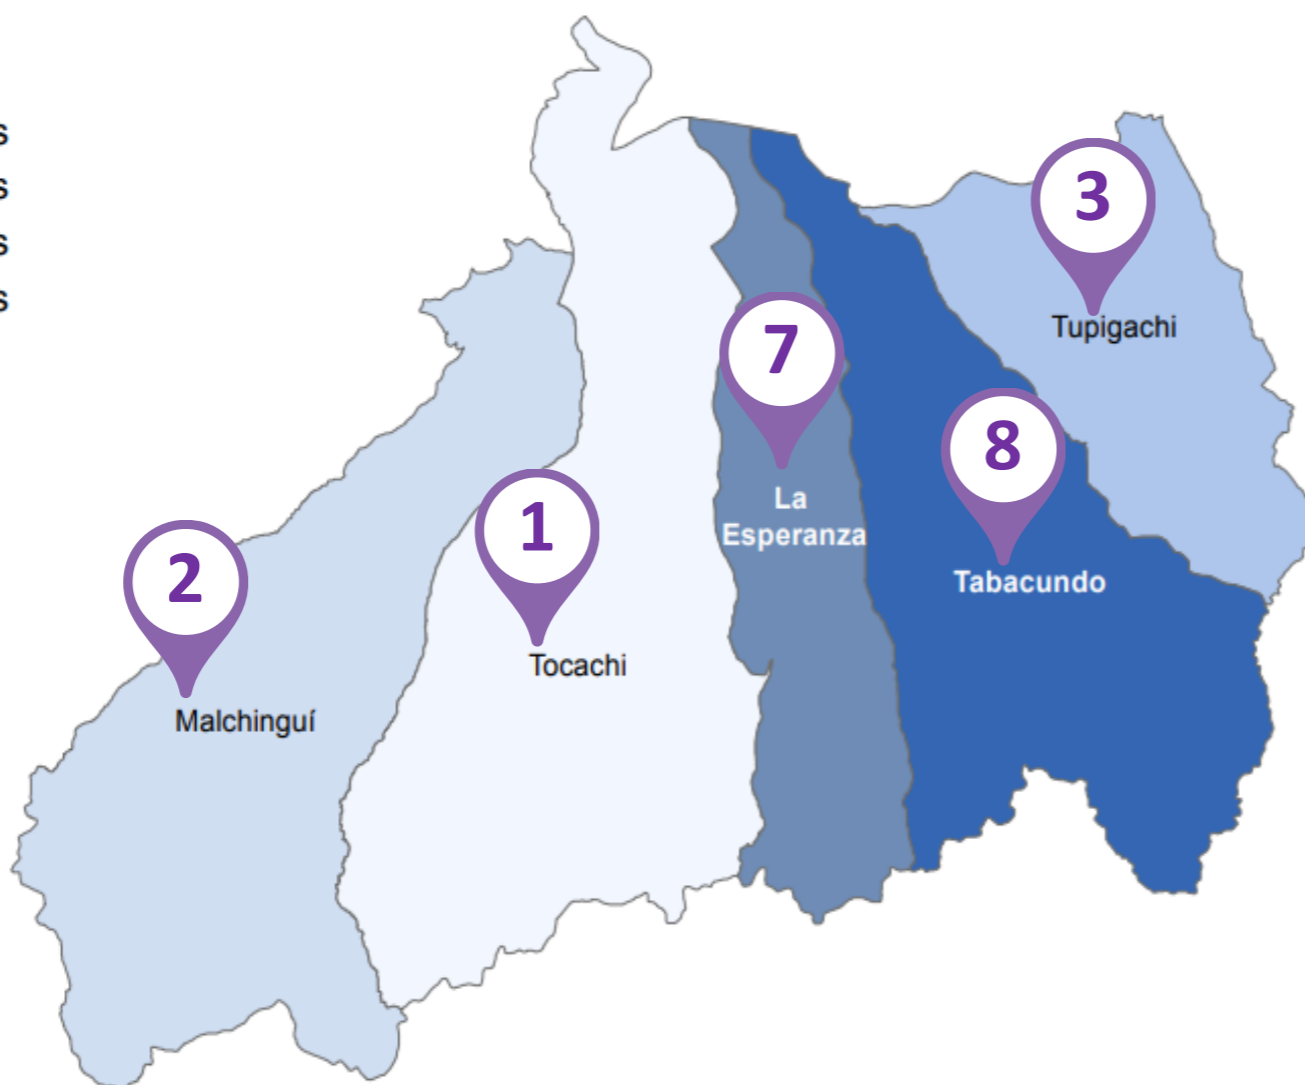 s
s
s
s
3
Tupigachi
7
La
Esperanza
8
Tabacundo
1
Tocachi
2
Malchinguí